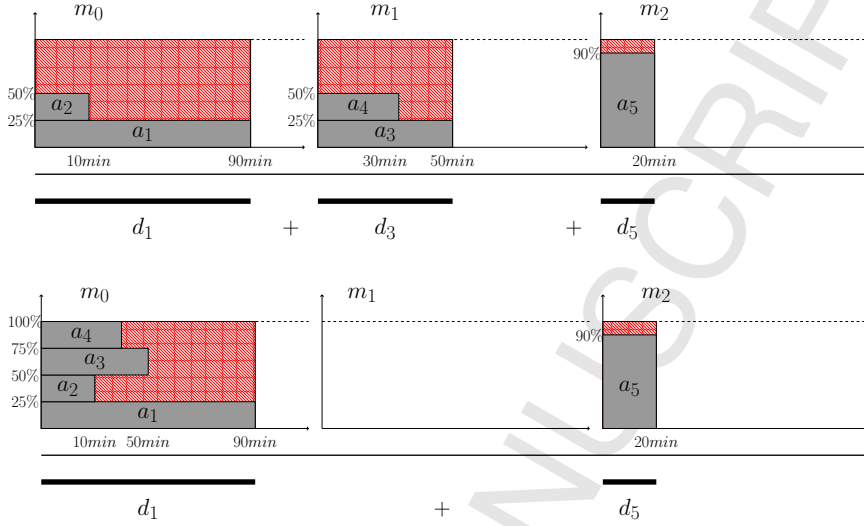 m0 m1 m2
90%
50% a2 50% a4 a5
25% a1 25% a3
10min 90min 30min 50min 20min
d1 + d3 + d5
m0 m1 m2
100%
a4 90%
75% a3
50% a2 a5
25% a1
10min 50min 90min 20min
d1 + d5
NUSCRIP